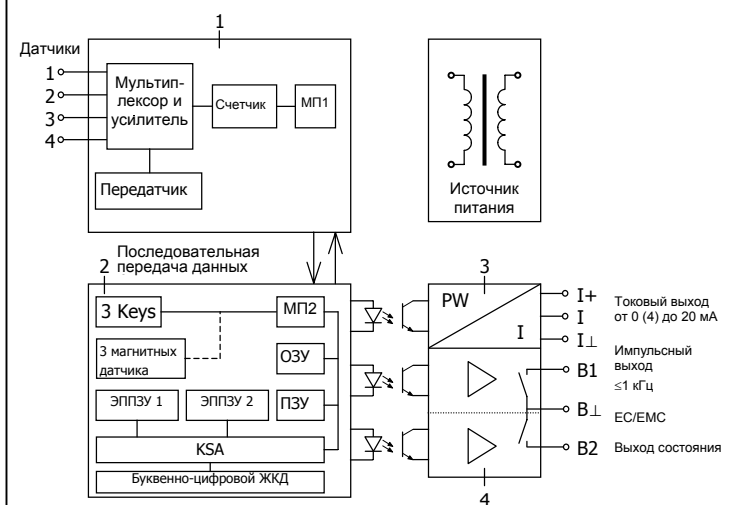 1
Датчики
1
2
3
4
Мультип-
лексор и
усилитель
Счетчик
МП1
Передатчик
Источник
питания
Последовательная
передача данных
2
3 Keys
МП2
3 магнитных
датчика
ОЗУ
ЭППЗУ 1
ЭППЗУ 2
ПЗУ
KSA
Буквенно-цифровой ЖКД
3
PW
I
I+
I
I⊥
Токовый выход
от 0 (4) до 20 мА
Импульсный
выход
≤1 кГц
B1
B⊥
EC/EMC
B2
Выход состояния
4